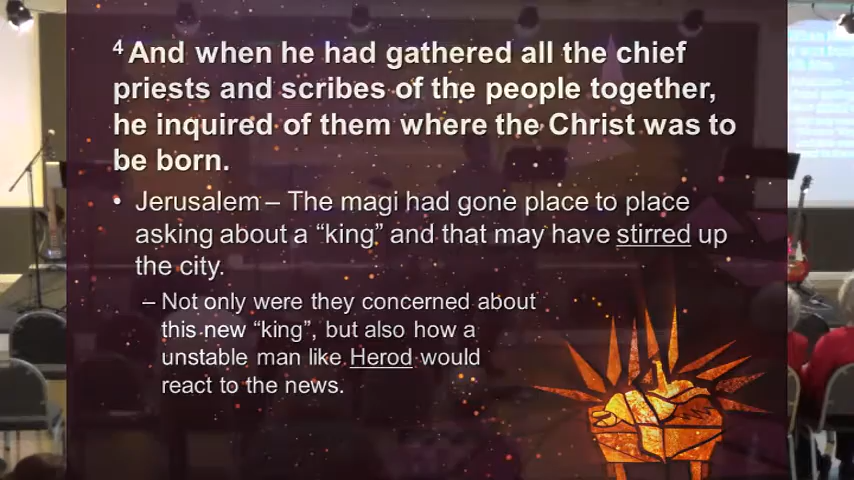 4 And when he had gathered all the chief
priests and scribes of the people together,
he inquired of them where the Christ was to
be born.
• Jerusalem – The magi had gone place to place
asking about a “king” and that may have stirred up
the city.
– Not only were they concerned about
this new “king”, but also how a
unstable man like Herod would
react to the news.